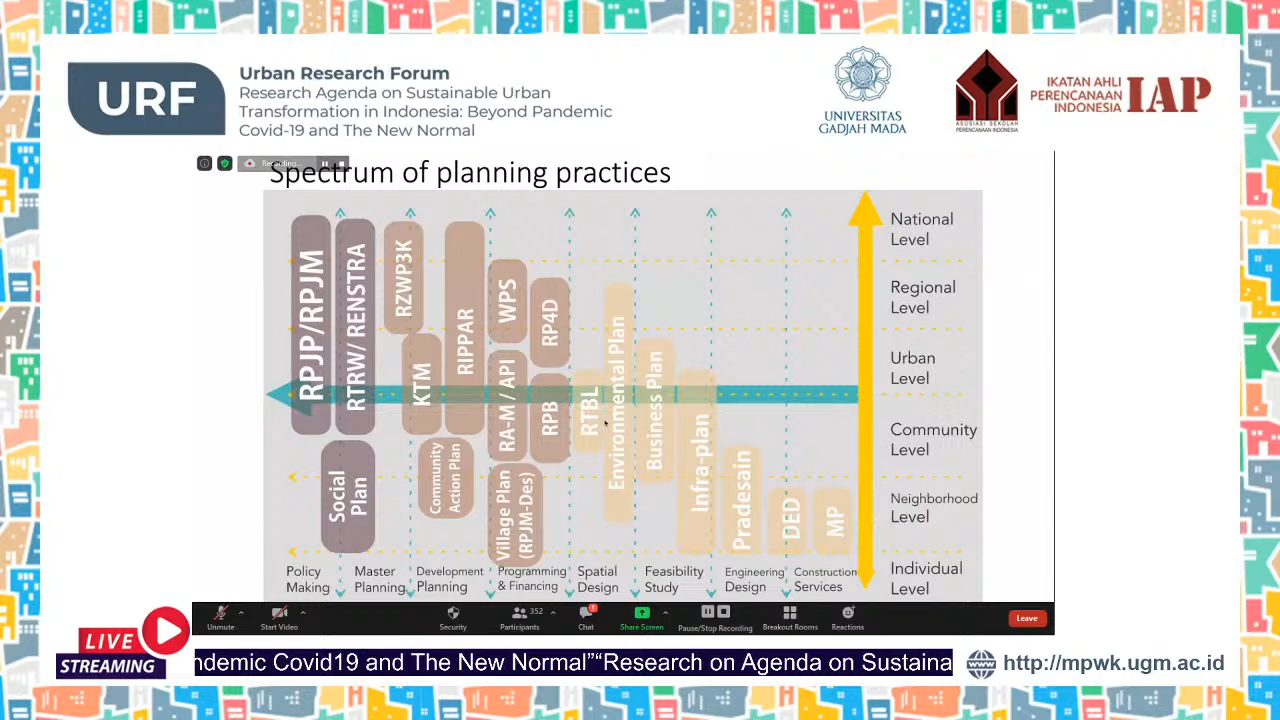 URF
Urban Research Forum
Research Agenda on Sustainable Urban
Transformation in Indonesia: Beyond Pandemic
Covid-19 and The New Normal
UNIVERSITAS
GADJAH MADA
ASOSIASI SEKOLAH
PERENCANAAN INDONESIA
IKATAN AHLI
PERENCANAAN
INDONESIA
IAP
Recording...
Spectrum of planning practices
RPJP/RPJM
RTRW/ RENSTRA
RZWP3K
KTM
RIPPAR
WPS
RP4D
RA-M / API
RPB
RTBL
Environmental Plan
Business Plan
Infra-plan
Pradesain
DED
MP
Social
Plan
Community
Action Plan
Village Plan
(RPJM-Des)
National
Level
Regional
Level
Urban
Level
Community
Level
Neighborhood
Level
Individual
Level
Policy
Making
Master
Planning
Development
Planning
Programming
& Financing
Spatial
Design
Feasibility
Study
Engineering
Design
Construction
Services
Unmute
Start Video
Security
352
Participants
1
Chat
Share Screen
Pause/Stop Recording
Breakout Rooms
Reactions
Leave
LIVE
STREAMING
ndemic Covid19 and The New Normal”“Research on Agenda on Sustaina
http://mpwk.ugm.ac.id